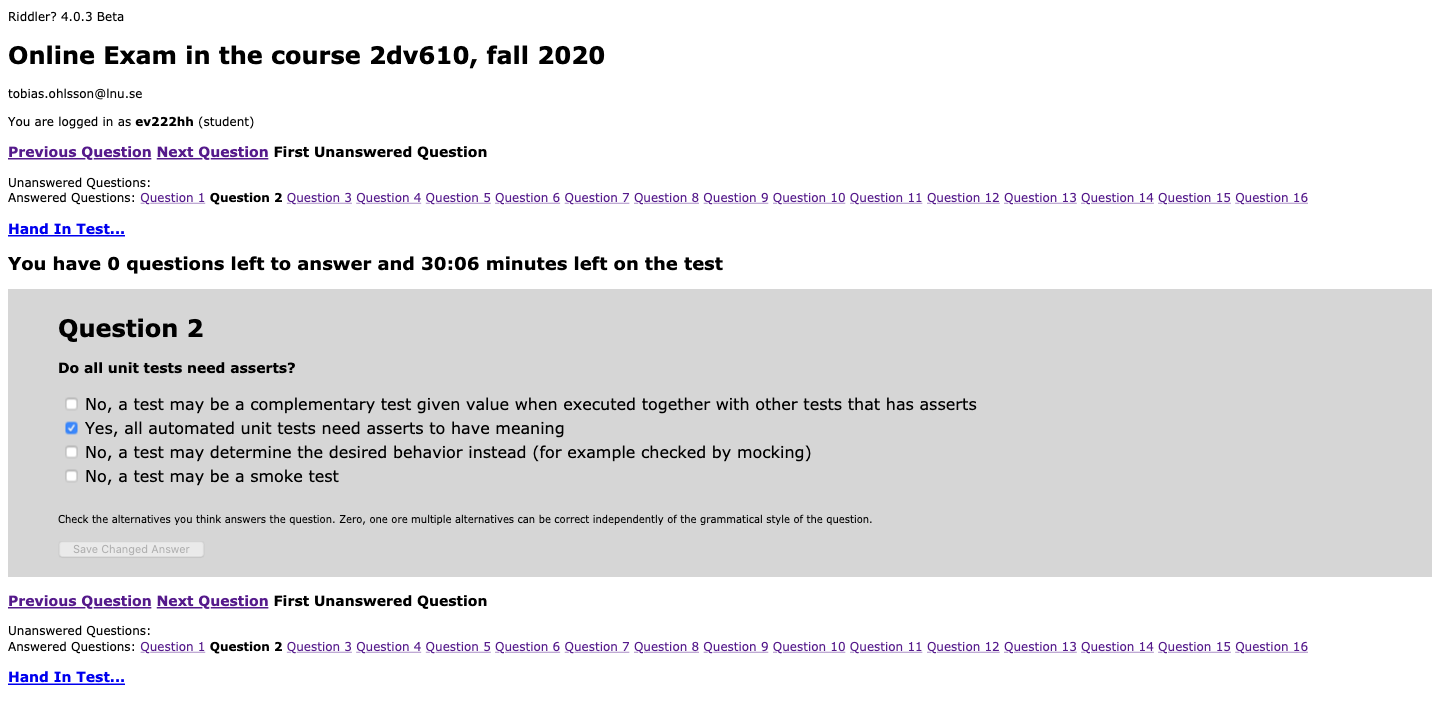 Riddler? 4.0.3 Beta
Online Exam in the course 2dv610, fall 2020
tobias.ohlsson@lnu.se
You are logged in as ev222hh (student)
Previous Question Next Question First Unanswered Question
Unanswered Questions:
Answered Questions: Question 1 Question 2 Question 3 Question 4 Question 5 Question 6 Question 7 Question 8 Question 9 Question 10 Question 11 Question 12 Question 13 Question 14 Question 15 Question 16
Hand In Test...
You have 0 questions left to answer and 30:06 minutes left on the test
Question 2
Do all unit tests need asserts?
No, a test may be a complementary test given value when executed together with other tests that has asserts
Yes, all automated unit tests need asserts to have meaning
No, a test may determine the desired behavior instead (for example checked by mocking)
No, a test may be a smoke test
Check the alternatives you think answers the question. Zero, one ore multiple alternatives can be correct independently of the grammatical style of the question.
Save Changed Answer
Previous Question Next Question First Unanswered Question
Unanswered Questions:
Answered Questions: Question 1 Question 2 Question 3 Question 4 Question 5 Question 6 Question 7 Question 8 Question 9 Question 10 Question 11 Question 12 Question 13 Question 14 Question 15 Question 16
Hand In Test...